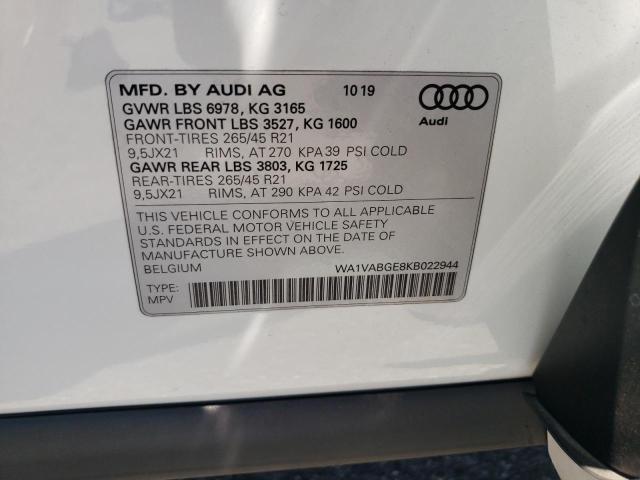 MFD. BY AUDI AG 10 19
GVWR LBS 6978, KG 3165
GAWR FRONT LBS 3527, KG 1600
Audi
FRONT-TIRES 265/45 R21
9,5JX21 RIMS, AT 270 KPA 39 PSI COLD
GAWR REAR LBS 3803, KG 1725
REAR-TIRES 265/45 R21
9,5JX21 RIMS, AT 290 KPA 42 PSI COLD
THIS VEHICLE CONFORMS TO ALL APPLICABLE
U.S. FEDERAL MOTOR VEHICLE SAFETY
STANDARDS IN EFFECT ON THE DATE OF
MANUFACTURE SHOWN ABOVE.
BELGIUM WA1VABGE8KB022944
TYPE:
MPV